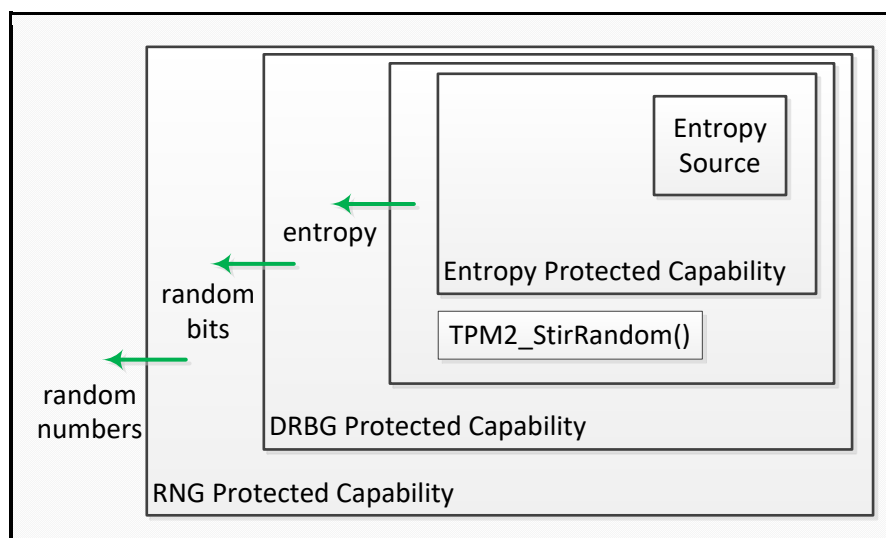 Entropy
Source
entropy
Entropy Protected Capability
random
bits
TPM2_StirRandom()
random
numbers
DRBG Protected Capability
RNG Protected Capability